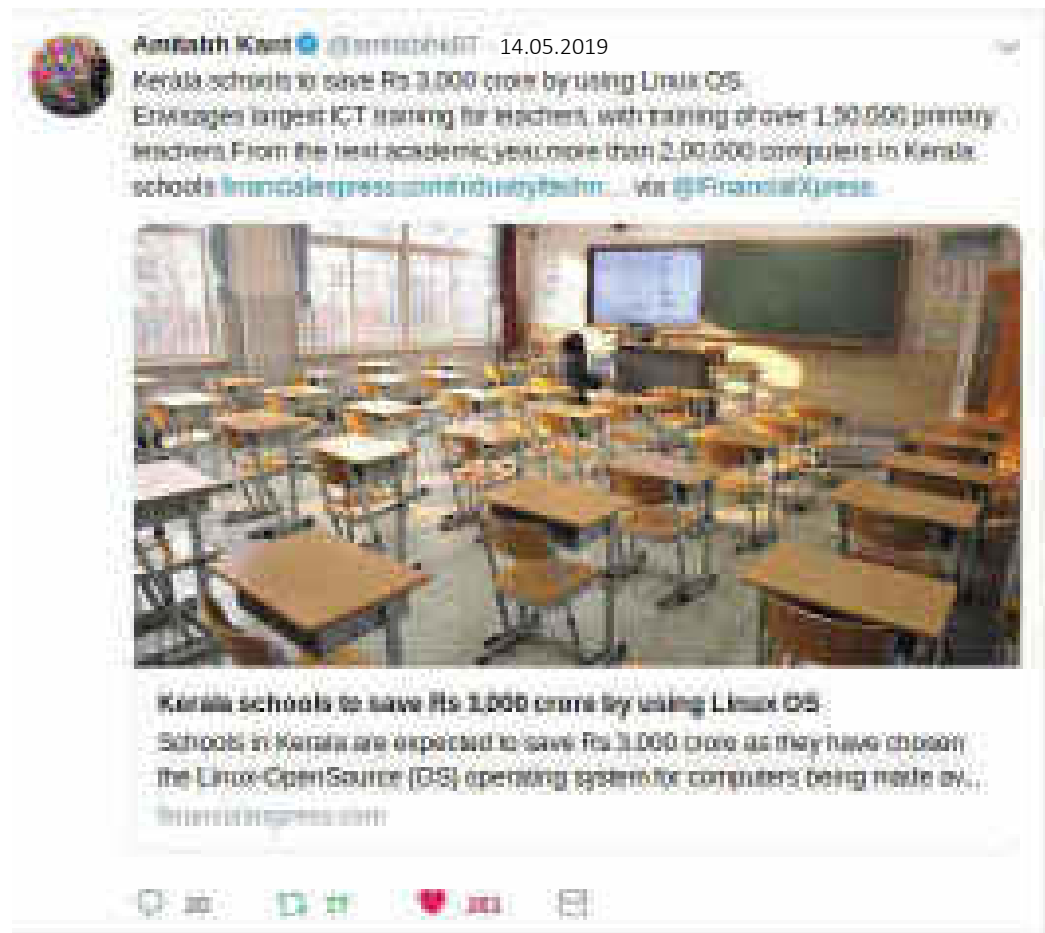 Amitabh Kant @amitabhk87 14.05.2019
Kerala schools to save Rs 3,000 crore by using Linux OS.
Envisages largest ICT training for teachers, with training of over 1,50,000 primary
teachers.From the next academic year,more than 2,00,000 computers in Kerala
schools financialexpress.com/industry/techn... via @FinancialXpress
Kerala schools to save Rs 3,000 crore by using Linux OS
Schools in Kerala are expected to save Rs 3,000 crore as they have chosen
the Linux-OpenSource (OS) operating system for computers being made av...
financialexpress.com